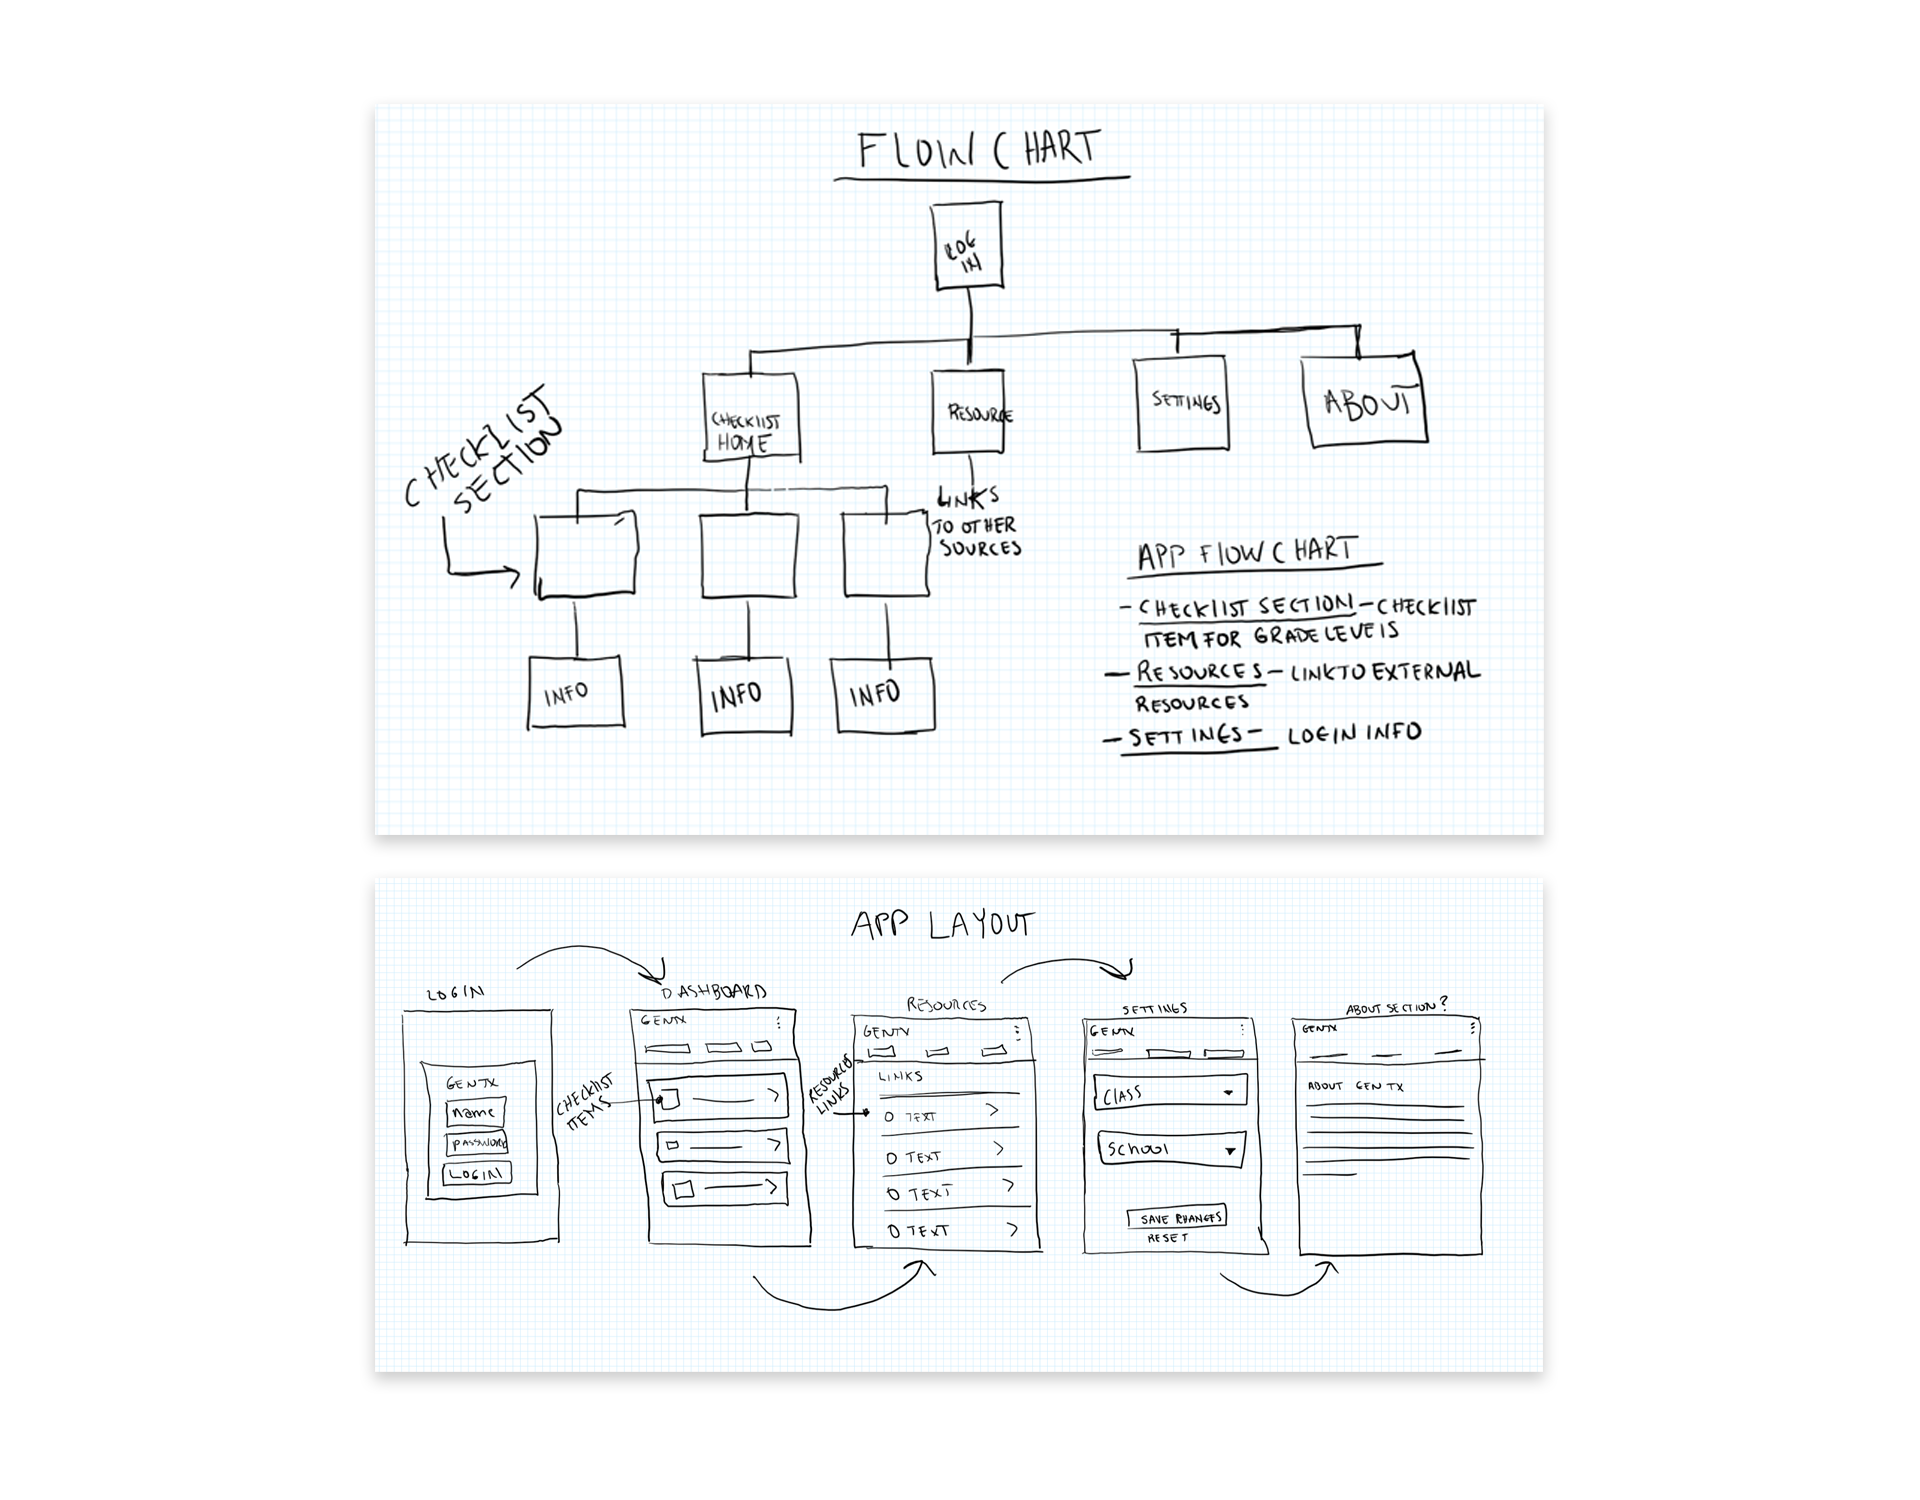 FLOW CHART
LOG
IN
CHECKLIST
HOME
RESOURCE
SETTINGS
ABOUT
CHECKLIST
SECTION
LINKS
TO OTHER
SOURCES
INFO
INFO
INFO
APP FLOW CHART
- CHECKLIST SECTION - CHECKLIST
ITEM FOR GRADE LEVELS
- RESOURCES - LINK TO EXTERNAL
RESOURCES
- SETTINGS - LOGIN INFO
APP LAYOUT
LOGIN
GENTX
name
PASSWORD
LOGIN
CHECKLIST
ITEMS
DASHBOARD
GENTX
RESOURCES
GENTX
RESOURCE
LINKS
LINKS
TEXT
TEXT
TEXT
TEXT
SETTINGS
GENTX
CLASS
School
SAVE CHANGES
RESET
ABOUT SECTION?
GENTX
ABOUT GEN TX